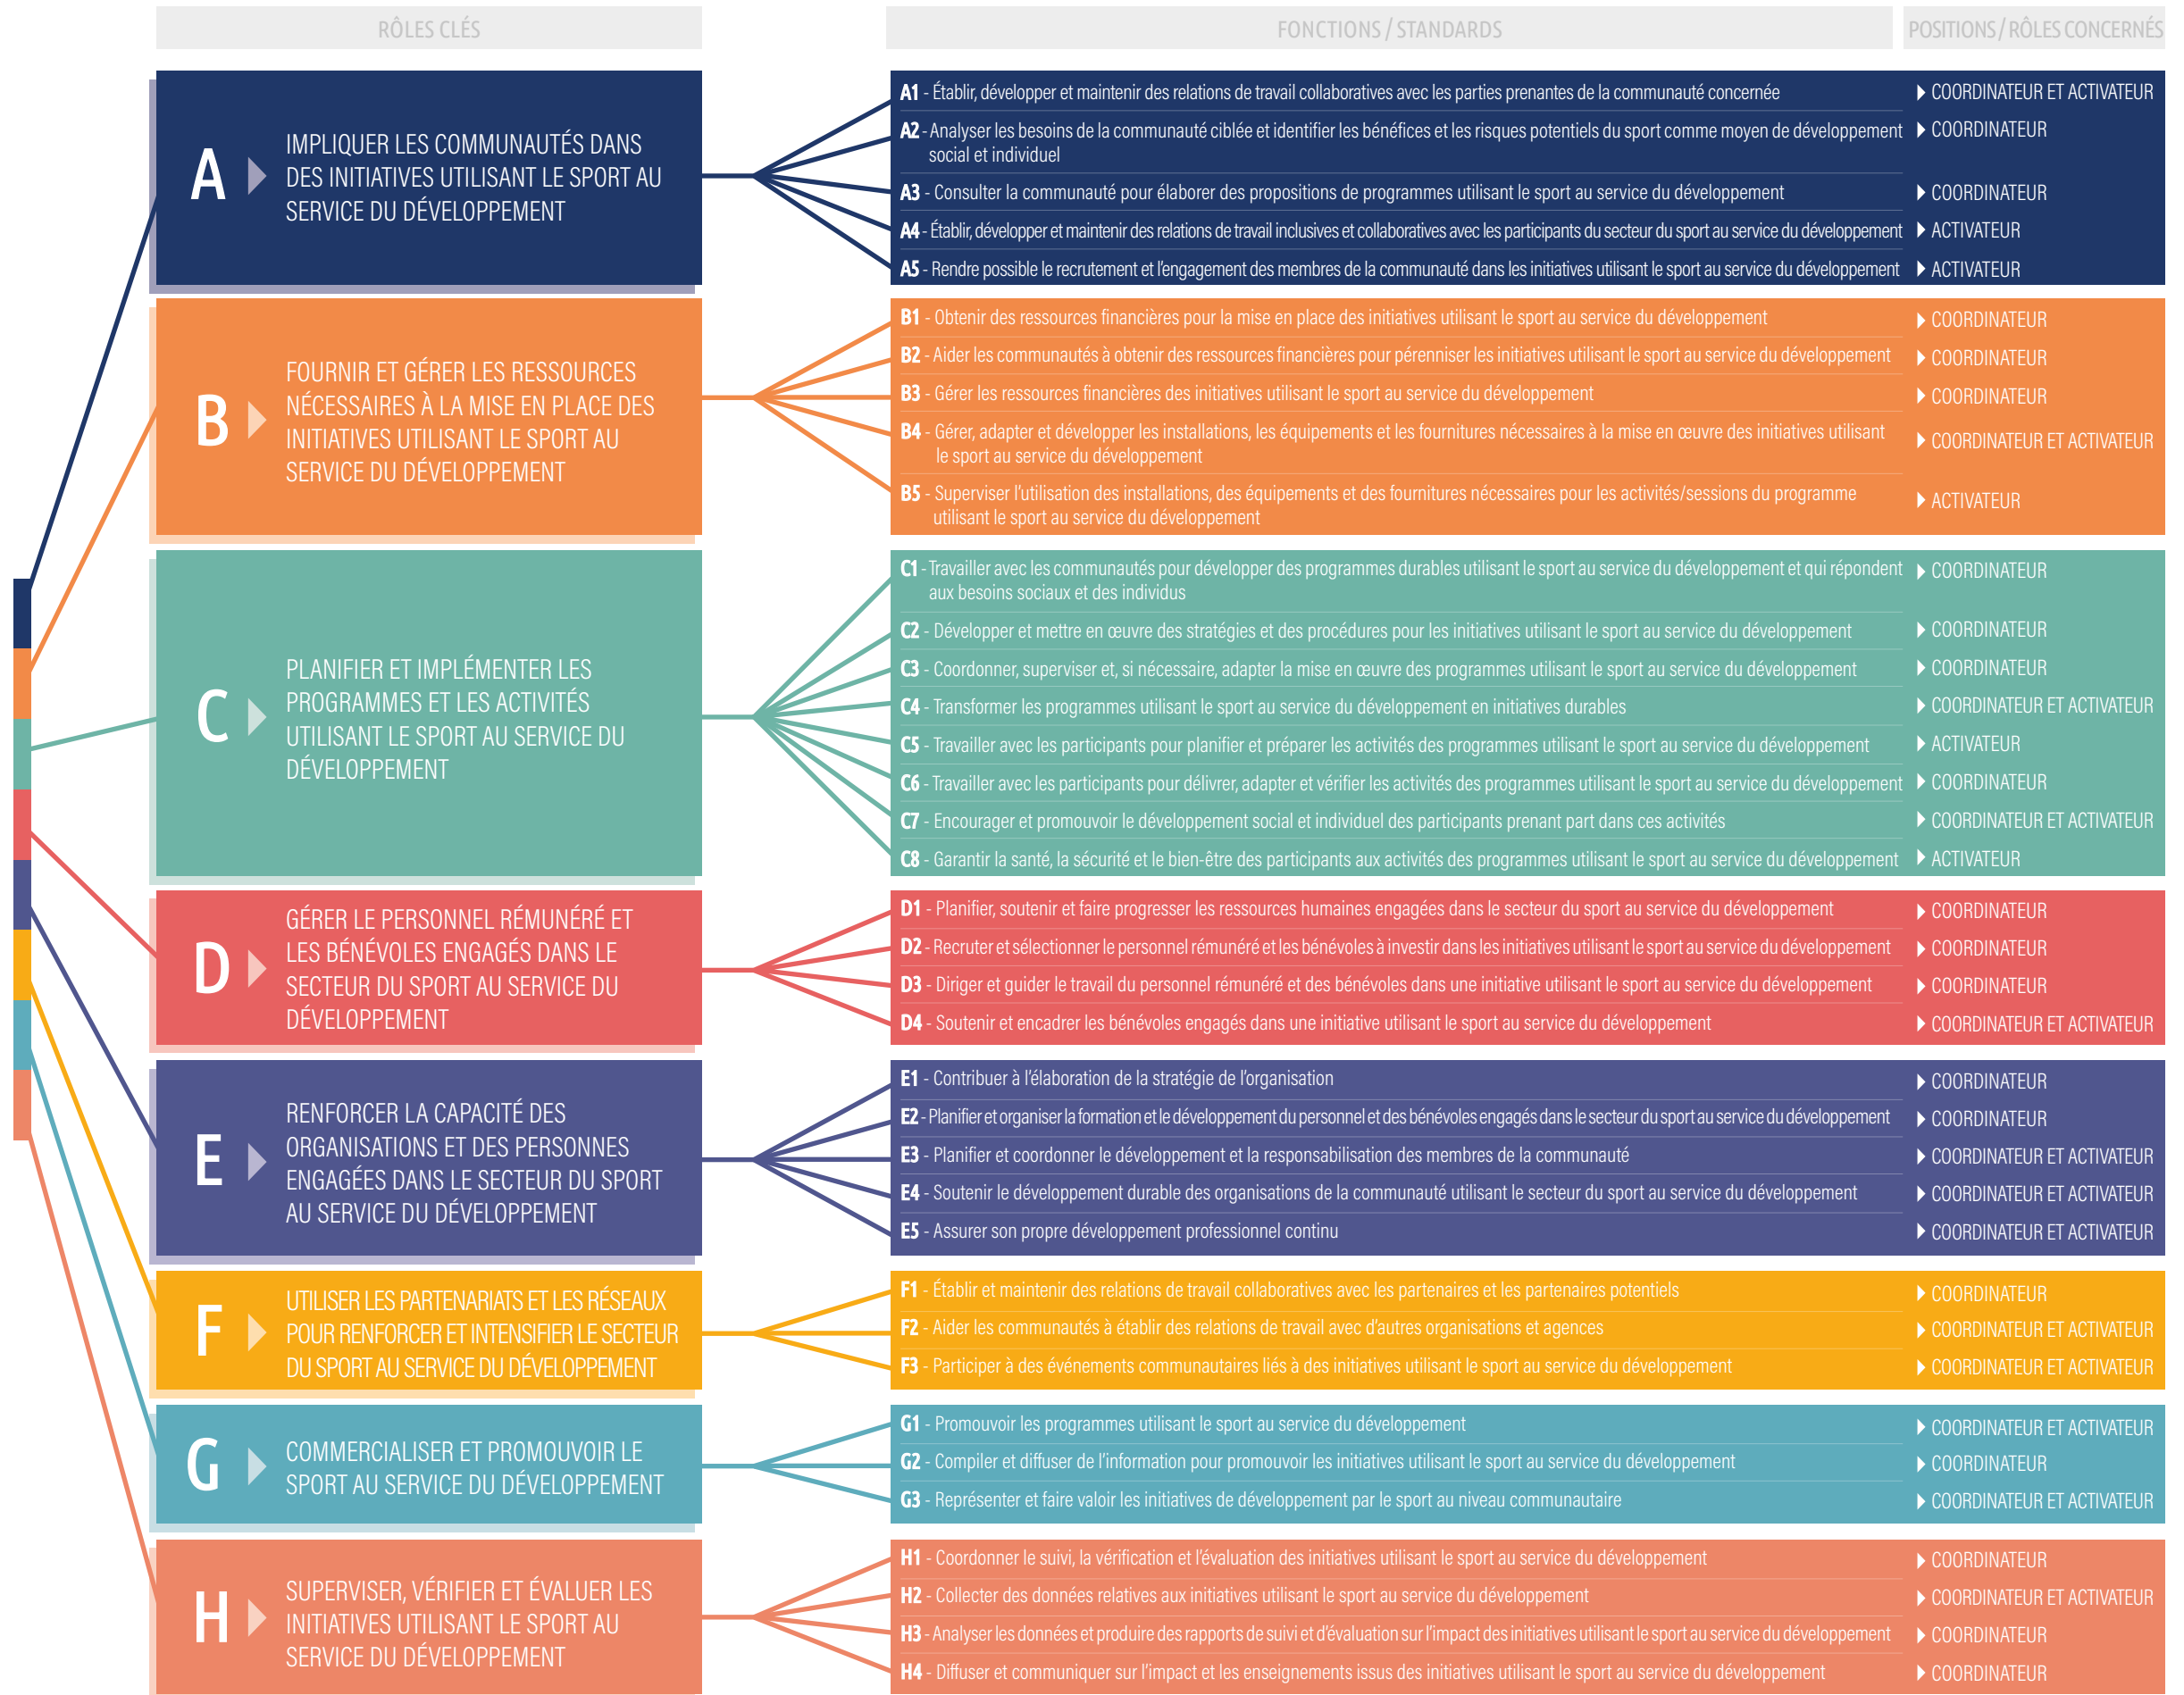 RÔLES CLÉS
FONCTIONS / STANDARDS
POSITIONS / RÔLES CONCERNÉS
A
IMPLIQUER LES COMMUNAUTÉS DANS
DES INITIATIVES UTILISANT LE SPORT AU
SERVICE DU DÉVELOPPEMENT
A1 - Établir, développer et maintenir des relations de travail collaboratives avec les parties prenantes de la communauté concernée
COORDINATEUR ET ACTIVATEUR
A2 - Analyser les besoins de la communauté ciblée et identifier les bénéfices et les risques potentiels du sport comme moyen de développement
social et individuel
COORDINATEUR
A3 - Consulter la communauté pour élaborer des propositions de programmes utilisant le sport au service du développement
COORDINATEUR
A4 - Établir, développer et maintenir des relations de travail inclusives et collaboratives avec les participants du secteur du sport au service du développement
ACTIVATEUR
A5 - Rendre possible le recrutement et l’engagement des membres de la communauté dans les initiatives utilisant le sport au service du développement
ACTIVATEUR
B
FOURNIR ET GÉRER LES RESSOURCES
NÉCESSAIRES À LA MISE EN PLACE DES
INITIATIVES UTILISANT LE SPORT AU
SERVICE DU DÉVELOPPEMENT
B1 - Obtenir des ressources financières pour la mise en place des initiatives utilisant le sport au service du développement
COORDINATEUR
B2 - Aider les communautés à obtenir des ressources financières pour pérenniser les initiatives utilisant le sport au service du développement
COORDINATEUR
B3 - Gérer les ressources financières des initiatives utilisant le sport au service du développement
COORDINATEUR
B4 - Gérer, adapter et développer les installations, les équipements et les fournitures nécessaires à la mise en œuvre des initiatives utilisant
le sport au service du développement
COORDINATEUR ET ACTIVATEUR
B5 - Superviser l’utilisation des installations, des équipements et des fournitures nécessaires pour les activités/sessions du programme
utilisant le sport au service du développement
ACTIVATEUR
C
PLANIFIER ET IMPLÉMENTER LES
PROGRAMMES ET LES ACTIVITÉS
UTILISANT LE SPORT AU SERVICE DU
DÉVELOPPEMENT
C1 - Travailler avec les communautés pour développer des programmes durables utilisant le sport au service du développement et qui répondent
aux besoins sociaux et des individus
COORDINATEUR
C2 - Développer et mettre en œuvre des stratégies et des procédures pour les initiatives utilisant le sport au service du développement
COORDINATEUR
C3 - Coordonner, superviser et, si nécessaire, adapter la mise en œuvre des programmes utilisant le sport au service du développement
COORDINATEUR
C4 - Transformer les programmes utilisant le sport au service du développement en initiatives durables
COORDINATEUR ET ACTIVATEUR
C5 - Travailler avec les participants pour planifier et préparer les activités des programmes utilisant le sport au service du développement
ACTIVATEUR
C6 - Travailler avec les participants pour délivrer, adapter et vérifier les activités des programmes utilisant le sport au service du développement
COORDINATEUR
C7 - Encourager et promouvoir le développement social et individuel des participants prenant part dans ces activités
COORDINATEUR ET ACTIVATEUR
C8 - Garantir la santé, la sécurité et le bien-être des participants aux activités des programmes utilisant le sport au service du développement
ACTIVATEUR
D
GÉRER LE PERSONNEL RÉMUNÉRÉ ET
LES BÉNÉVOLES ENGAGÉS DANS LE
SECTEUR DU SPORT AU SERVICE DU
DÉVELOPPEMENT
D1 - Planifier, soutenir et faire progresser les ressources humaines engagées dans le secteur du sport au service du développement
COORDINATEUR
D2 - Recruter et sélectionner le personnel rémunéré et les bénévoles à investir dans les initiatives utilisant le sport au service du développement
COORDINATEUR
D3 - Diriger et guider le travail du personnel rémunéré et des bénévoles dans une initiative utilisant le sport au service du développement
COORDINATEUR
D4 - Soutenir et encadrer les bénévoles engagés dans une initiative utilisant le sport au service du développement
COORDINATEUR ET ACTIVATEUR
E
RENFORCER LA CAPACITÉ DES
ORGANISATIONS ET DES PERSONNES
ENGAGÉES DANS LE SECTEUR DU SPORT
AU SERVICE DU DÉVELOPPEMENT
E1 - Contribuer à l’élaboration de la stratégie de l’organisation
COORDINATEUR
E2 - Planifier et organiser la formation et le développement du personnel et des bénévoles engagés dans le secteur du sport au service du développement
COORDINATEUR
E3 - Planifier et coordonner le développement et la responsabilisation des membres de la communauté
COORDINATEUR ET ACTIVATEUR
E4 - Soutenir le développement durable des organisations de la communauté utilisant le secteur du sport au service du développement
COORDINATEUR ET ACTIVATEUR
E5 - Assurer son propre développement professionnel continu
COORDINATEUR ET ACTIVATEUR
F
UTILISER LES PARTENARIATS ET LES RÉSEAUX
POUR RENFORCER ET INTENSIFIER LE SECTEUR
DU SPORT AU SERVICE DU DÉVELOPPEMENT
F1 - Établir et maintenir des relations de travail collaboratives avec les partenaires et les partenaires potentiels
COORDINATEUR
F2 - Aider les communautés à établir des relations de travail avec d’autres organisations et agences
COORDINATEUR ET ACTIVATEUR
F3 - Participer à des événements communautaires liés à des initiatives utilisant le sport au service du développement
COORDINATEUR ET ACTIVATEUR
G
COMMERCIALISER ET PROMOUVOIR LE
SPORT AU SERVICE DU DÉVELOPPEMENT
G1 - Promouvoir les programmes utilisant le sport au service du développement
COORDINATEUR ET ACTIVATEUR
G2 - Compiler et diffuser de l’information pour promouvoir les initiatives utilisant le sport au service du développement
COORDINATEUR
G3 - Représenter et faire valoir les initiatives de développement par le sport au niveau communautaire
COORDINATEUR ET ACTIVATEUR
H
SUPERVISER, VÉRIFIER ET ÉVALUER LES
INITIATIVES UTILISANT LE SPORT AU
SERVICE DU DÉVELOPPEMENT
H1 - Coordonner le suivi, la vérification et l’évaluation des initiatives utilisant le sport au service du développement
COORDINATEUR
H2 - Collecter des données relatives aux initiatives utilisant le sport au service du développement
COORDINATEUR ET ACTIVATEUR
H3 - Analyser les données et produire des rapports de suivi et d’évaluation sur l’impact des initiatives utilisant le sport au service du développement
COORDINATEUR
H4 - Diffuser et communiquer sur l’impact et les enseignements issus des initiatives utilisant le sport au service du développement
COORDINATEUR